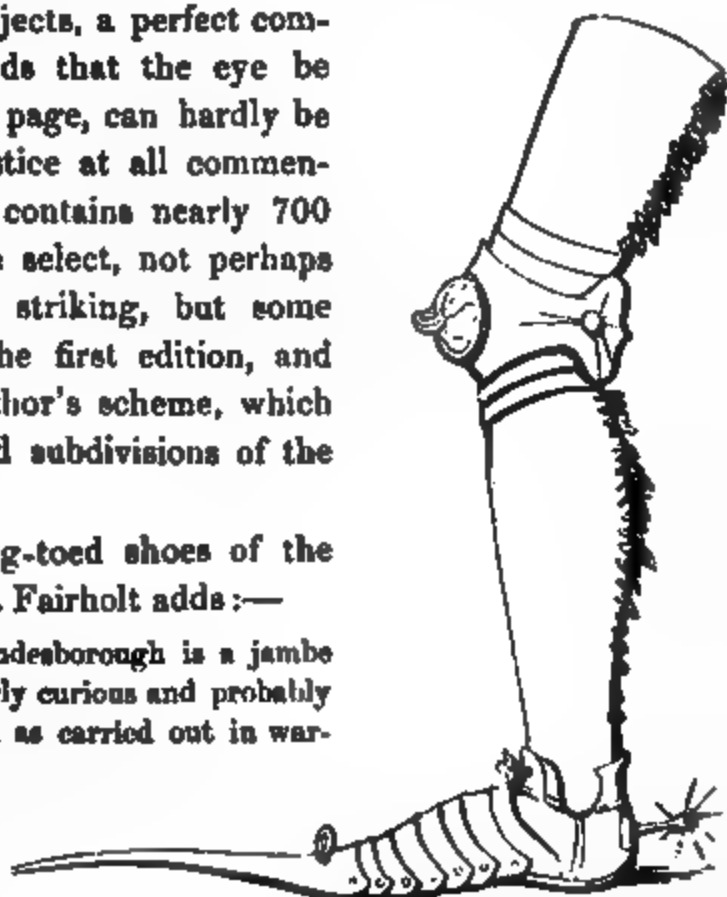 jects, a perfect com-
ds that the eye be
page, can hardly be
stice at all commen-
contains nearly 700
select, not perhaps
striking, but some
he first edition, and
hor's scheme, which
d subdivisions of the
g-toed shoes of the
. Fairholt adds :—
ndesborough is a jambe
rly curious and probably
as carried out in war-